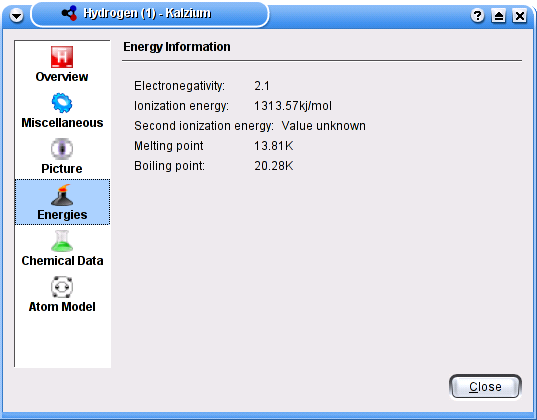 Hydrogen (1) - Kalzium
Energy Information
H
Overview
Miscellaneous
Picture
Energies
Chemical Data
Atom Model
Electronegativity: 2.1
Ionization energy: 1313.57kj/mol
Second ionization energy: Value unknown
Melting point 13.81K
Boiling point: 20.28K
Close